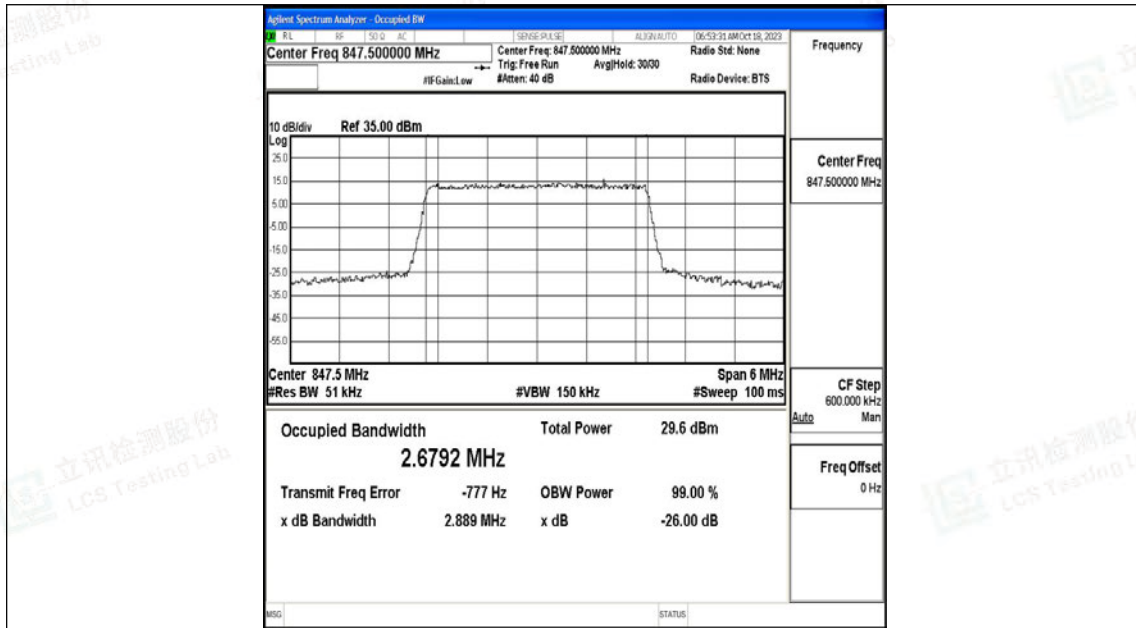 Agilent Spectrum Analyzer - Occupied BW
RL RF 50 Ω AC SENSE:PULSE ALIGN AUTO 06:53:31 AM Oct 18, 2023
Center Freq 847.500000 MHz
Center Freq: 847.500000 MHz
Radio Std: None
Trig: Free Run Avg|Hold: 30/30
#IFGain:Low
#Atten: 40 dB
Radio Device: BTS
Frequency
10 dB/div Ref 35.00 dBm
Log
25.0
15.0
5.00
-5.00
-15.0
-25.0
-35.0
-45.0
-55.0
Center Freq
847.500000 MHz
Center 847.5 MHz
Span 6 MHz
#Res BW 51 kHz
#VBW 150 kHz
#Sweep 100 ms
CF Step
600.000 kHz
Auto Man
Occupied Bandwidth
2.6792 MHz
Total Power 29.6 dBm
Transmit Freq Error -777 Hz
OBW Power 99.00 %
x dB Bandwidth 2.889 MHz
x dB -26.00 dB
Freq Offset
0 Hz
MSG
STATUS
立讯检测股份
LCS Testing Lab
立讯检测股份
LCS Testing Lab